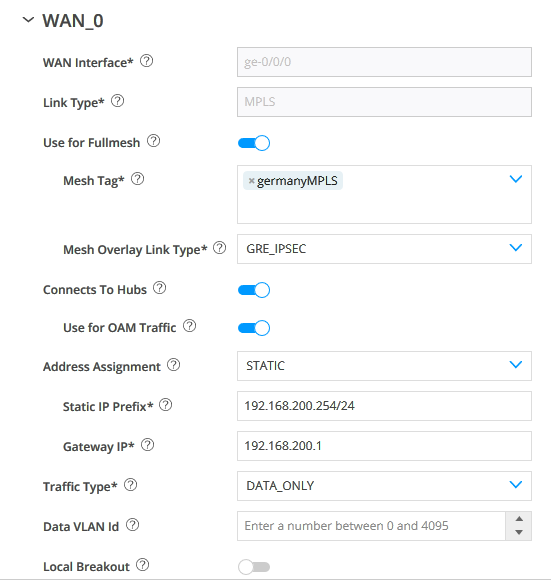 WAN_0
WAN Interface* ge-0/0/0
Link Type* MPLS
Use for Fullmesh
Mesh Tag* × germanyMPLS
Mesh Overlay Link Type* GRE_IPSEC
Connects To Hubs
Use for OAM Traffic
Address Assignment STATIC
Static IP Prefix* 192.168.200.254/24
Gateway IP* 192.168.200.1
Traffic Type* DATA_ONLY
Data VLAN Id Enter a number between 0 and 4095
Local Breakout